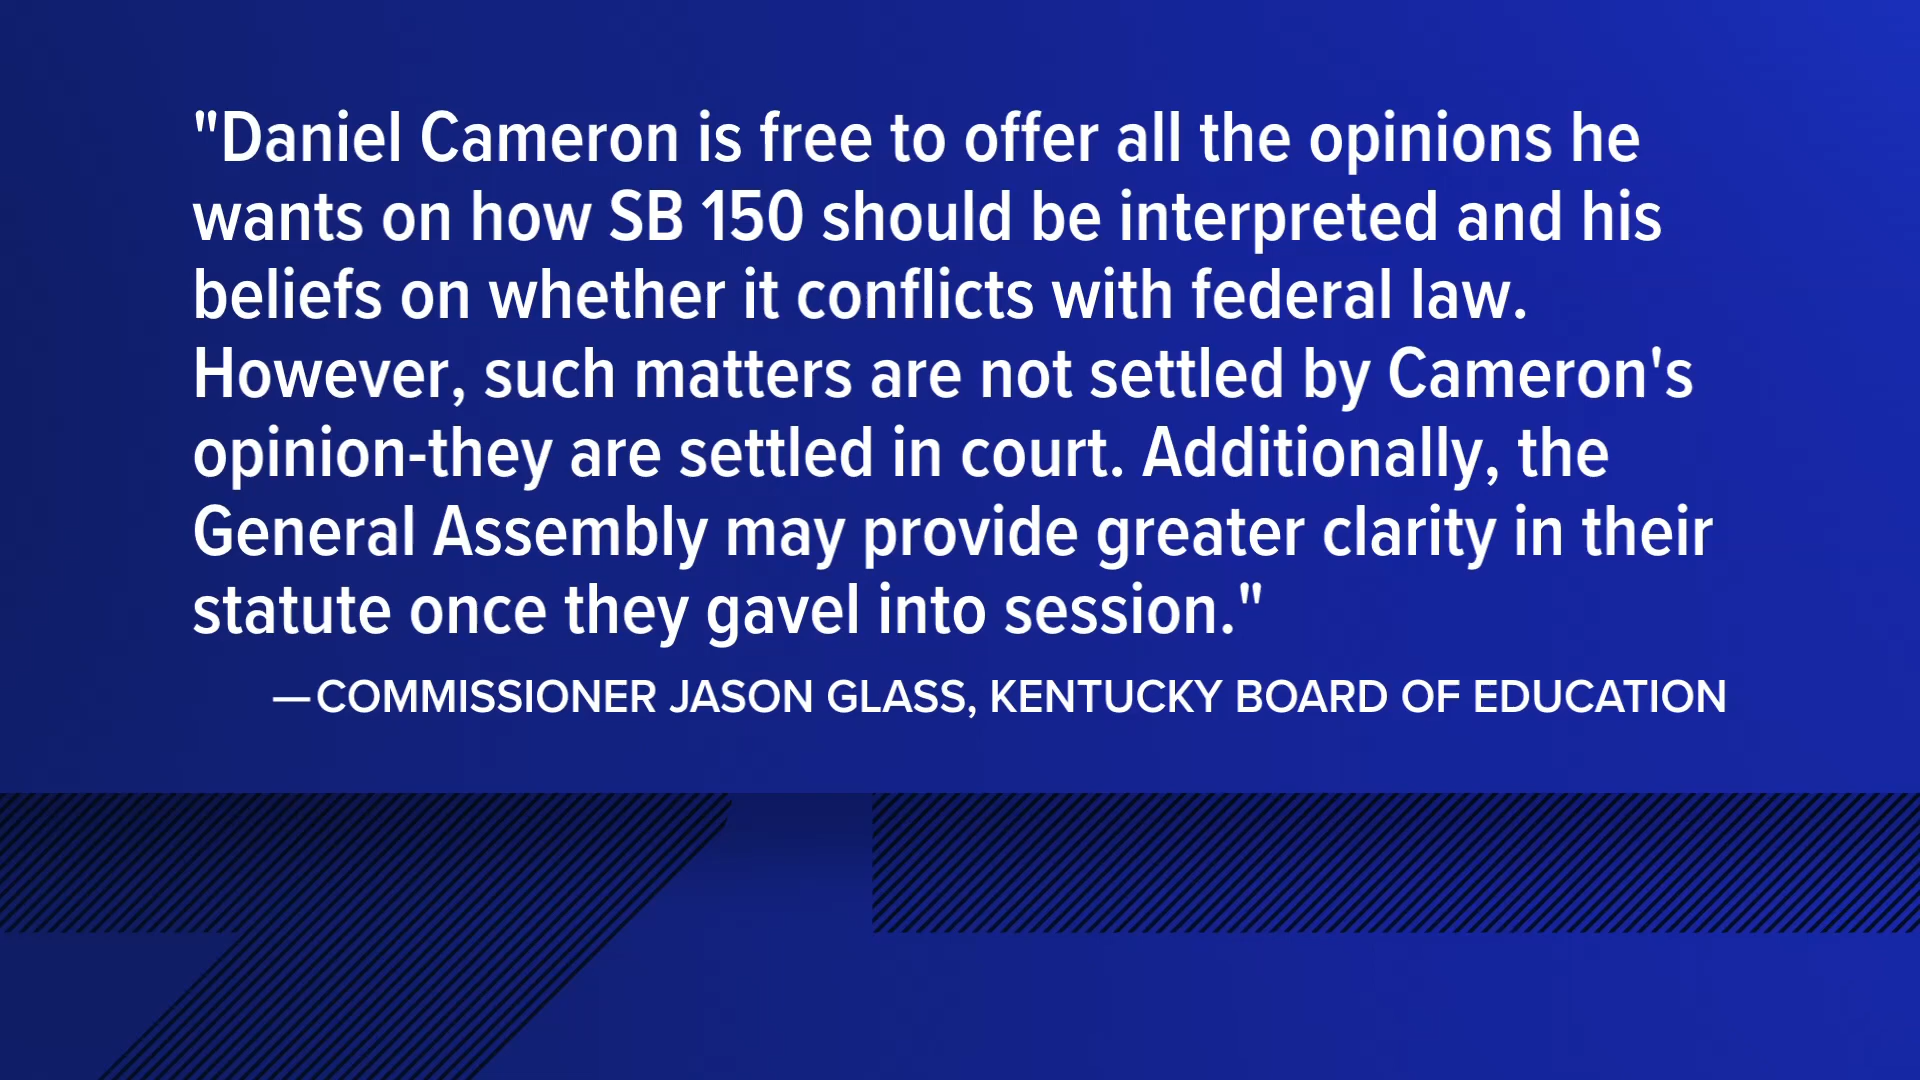 "Daniel Cameron is free to offer all the opinions he
wants on how SB 150 should be interpreted and his
beliefs on whether it conflicts with federal law.
However, such matters are not settled by Cameron's
opinion-they are settled in court. Additionally, the
General Assembly may provide greater clarity in their
statute once they gavel into session."
—COMMISSIONER JASON GLASS, KENTUCKY BOARD OF EDUCATION